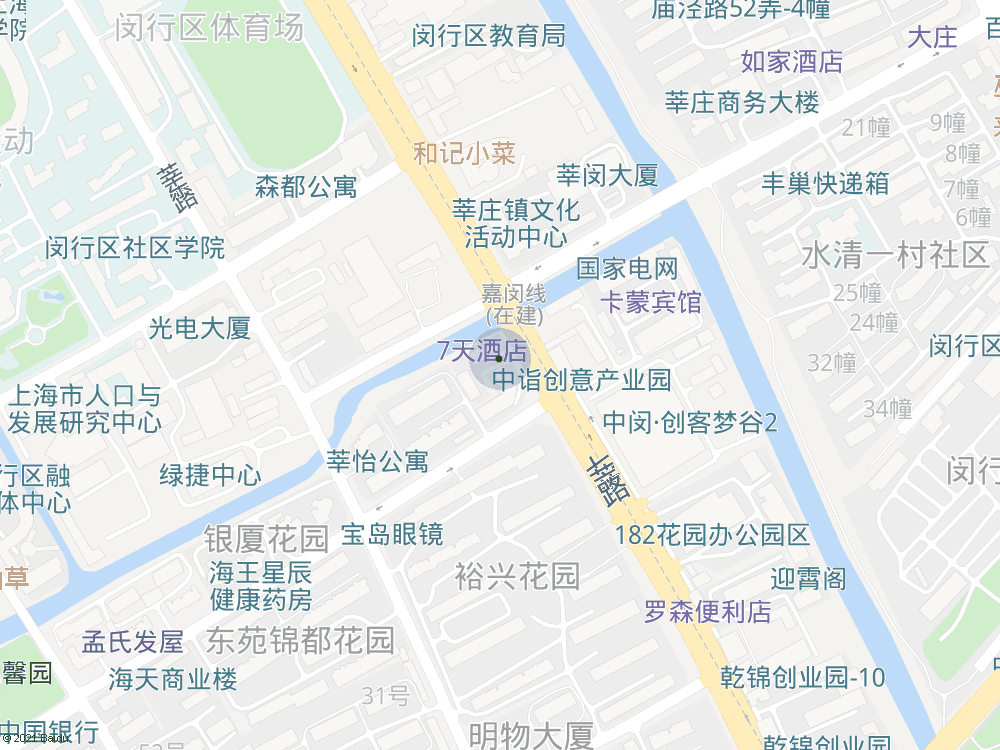 闵行区体育场
闵行区教育局
庙泾路52弄-4幢
大庄
如家酒店
莘庄商务大楼
21幢
9幢
8幢
7幢
6幢
和记小菜
莘闵大厦
丰巢快递箱
森都公寓
莘路
莘庄镇文化
活动中心
闵行区社区学院
国家电网
卡蒙宾馆
水清一村社区
嘉闵线
(在建)
25幢
24幢
32幢
34幢
光电大厦
7天酒店
中诣创意产业园
闵行区
上海市人口与
发展研究中心
中闵·创客梦谷2
莘怡公寓
绿捷中心
行区融
体中心
闵行
银厦花园
宝岛眼镜
182花园办公园区
海王星辰
健康药房
裕兴花园
迎霄阁
罗森便利店
孟氏发屋
东苑锦都花园
馨园
海天商业楼
31号
乾锦创业园-10
中国银行
明物大厦
乾锦创业园
53号
© 2021 Baidu